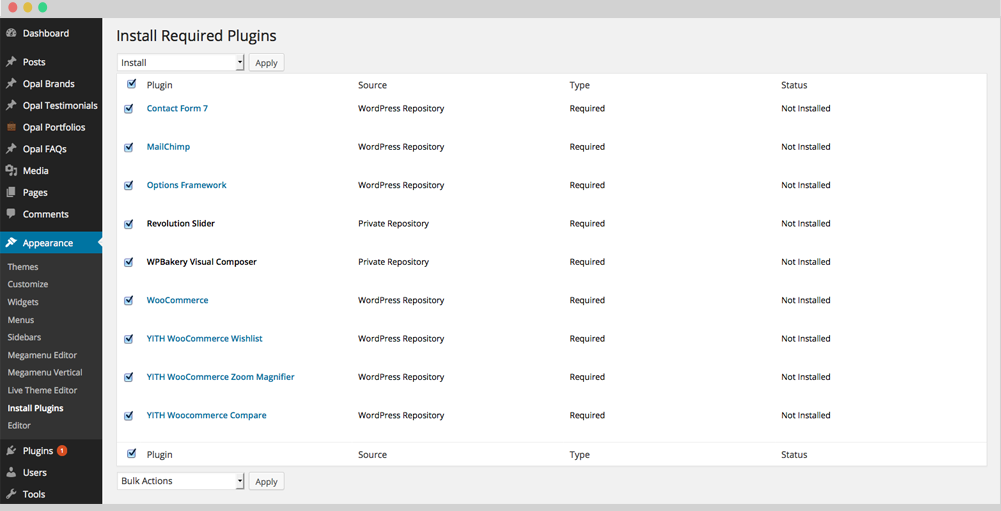 Dashboard
Posts
Opal Brands
Opal Testimonials
Opal Portfolios
Opal FAQs
Media
Pages
Comments
Appearance
Themes
Customize
Widgets
Menus
Sidebars
Megamenu Editor
Megamenu Vertical
Live Theme Editor
Install Plugins
Editor
Plugins 1
Users
Tools
Install Required Plugins
Install Apply
Plugin Source Type Status
Contact Form 7 WordPress Repository Required Not Installed
MailChimp WordPress Repository Required Not Installed
Options Framework WordPress Repository Required Not Installed
Revolution Slider Private Repository Required Not Installed
WPBakery Visual Composer Private Repository Required Not Installed
WooCommerce WordPress Repository Required Not Installed
YITH WooCommerce Wishlist WordPress Repository Required Not Installed
YITH WooCommerce Zoom Magnifier WordPress Repository Required Not Installed
YITH Woocommerce Compare WordPress Repository Required Not Installed
Plugin Source Type Status
Bulk Actions Apply